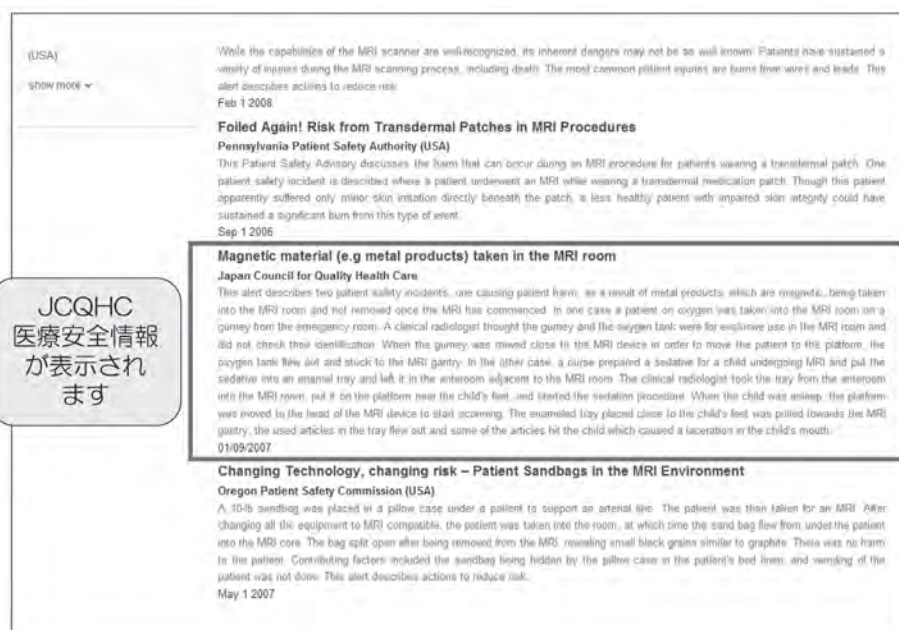 (USA)
show more
While the capabilities of the MRI scanner are well-recognized, its inherent dangers may not be so well known. Patients have sustained a
variety of injuries during the MRI scanning process, including death. The most common patient injuries are burns from wires and leads. This
alert describes actions to reduce risk.
Feb 1 2008
Foiled Again! Risk from Transdermal Patches in MRI Procedures
Pennsylvania Patient Safety Authority (USA)
This Patient Safety Advisory discusses the harm that can occur during an MRI procedure for patients wearing a transdermal patch. One
patient safety incident is described where a patient underwent an MRI while wearing a transdermal medication patch. Though this patient
apparently suffered only minor skin irritation directly beneath the patch, a less healthy patient with impaired skin integrity could have
sustained a significant burn from this type of event.
Sep 1 2006
Magnetic material (e.g metal products) taken in the MRI room
Japan Council for Quality Health Care
This alert describes two patient safety incidents, one causing patient harm, as a result of metal products, which are magnetic, being taken
into the MRI room and not removed once the MRI has commenced. In one case a patient on oxygen was taken into the MRI room on a
gurney from the emergency room. A clinical radiologist thought the gurney and the oxygen tank were for exclusive use in the MRI room and
did not check their identification. When the gurney was moved close to the MRI device in order to move the patient to the platform, the
oxygen tank flew out and stuck to the MRI gantry. In the other case, a nurse prepared a sedative for a child undergoing MRI and put the
sedative into an enamel tray and left it in the anteroom adjacent to the MRI room. The clinical radiologist took the tray from the anteroom
into the MRI room, put it on the platform near the child's feet, and started the sedation procedure. When the child was asleep, the platform
was moved to the head of the MRI device to start scanning. The enameled tray placed close to the child's feet was pulled towards the MRI
gantry, the used articles in the tray flew out and some of the articles hit the child which caused a laceration in the child's mouth.
01/09/2007
JCQHC
医療安全情報
が表示され
ます
Changing Technology, changing risk – Patient Sandbags in the MRI Environment
Oregon Patient Safety Commission (USA)
A 10-lb sandbag was placed in a pillow case under a patient to support an arterial line. The patient was then taken for an MRI. After
changing all the equipment to MRI compatible, the patient was taken into the room, at which time the sand bag flew from under the patient
into the MRI core. The bag split open after being removed from the MRI, revealing small black grains similar to graphite. There was no harm
to the patient. Contributing factors included the sandbag being hidden by the pillow case in the patient's bed linen, and wanding of the
patient was not done. This alert describes actions to reduce risk.
May 1 2007